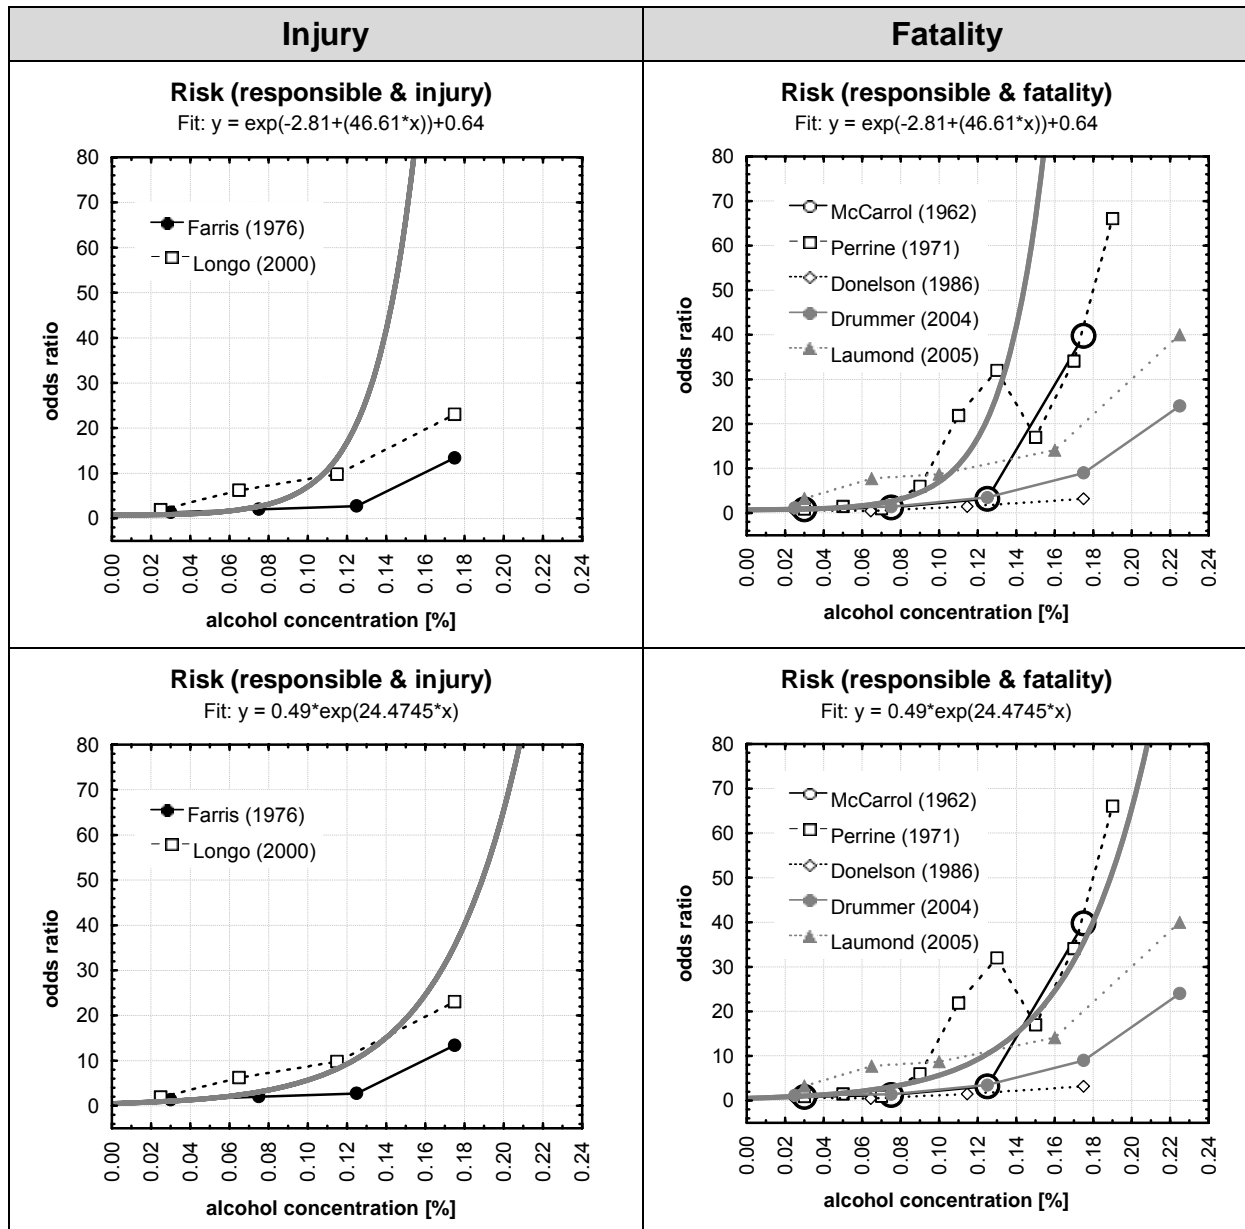 Injury
Fatality
Risk (responsible & injury)
Fit: y = exp(-2.81+(46.61*x))+0.64
80
70
60
50
40
30
20
10
0
odds ratio
Farris (1976)
Longo (2000)
0.00
0.02
0.04
0.06
0.08
0.10
0.12
0.14
0.16
0.18
0.20
0.22
0.24
alcohol concentration [%]
Risk (responsible & fatality)
Fit: y = exp(-2.81+(46.61*x))+0.64
80
70
60
50
40
30
20
10
0
odds ratio
McCarrol (1962)
Perrine (1971)
Donelson (1986)
Drummer (2004)
Laumond (2005)
0.00
0.02
0.04
0.06
0.08
0.10
0.12
0.14
0.16
0.18
0.20
0.22
0.24
alcohol concentration [%]
Risk (responsible & injury)
Fit: y = 0.49*exp(24.4745*x)
80
70
60
50
40
30
20
10
0
odds ratio
Farris (1976)
Longo (2000)
0.00
0.02
0.04
0.06
0.08
0.10
0.12
0.14
0.16
0.18
0.20
0.22
0.24
alcohol concentration [%]
Risk (responsible & fatality)
Fit: y = 0.49*exp(24.4745*x)
80
70
60
50
40
30
20
10
0
odds ratio
McCarrol (1962)
Perrine (1971)
Donelson (1986)
Drummer (2004)
Laumond (2005)
0.00
0.02
0.04
0.06
0.08
0.10
0.12
0.14
0.16
0.18
0.20
0.22
0.24
alcohol concentration [%]